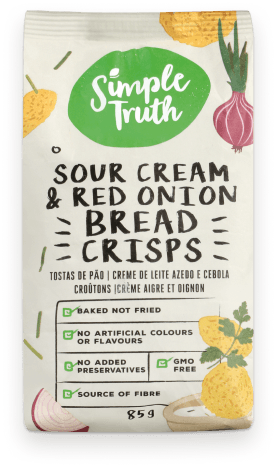 Simple
Truth
SOUR CREAM
& RED ONION
BREAD
CRISPS
TOSTAS DE PÃO | CREME DE LEITE AZEDO E CEBOLA
CROÛTONS |CRÈME AIGRE ET OIGNON
BAKED NOT FRIED
NO ARTIFICIAL COLOURS
OR FLAVOURS
NO ADDED
PRESERVATIVES
GMO
FREE
SOURCE OF FIBRE
85g